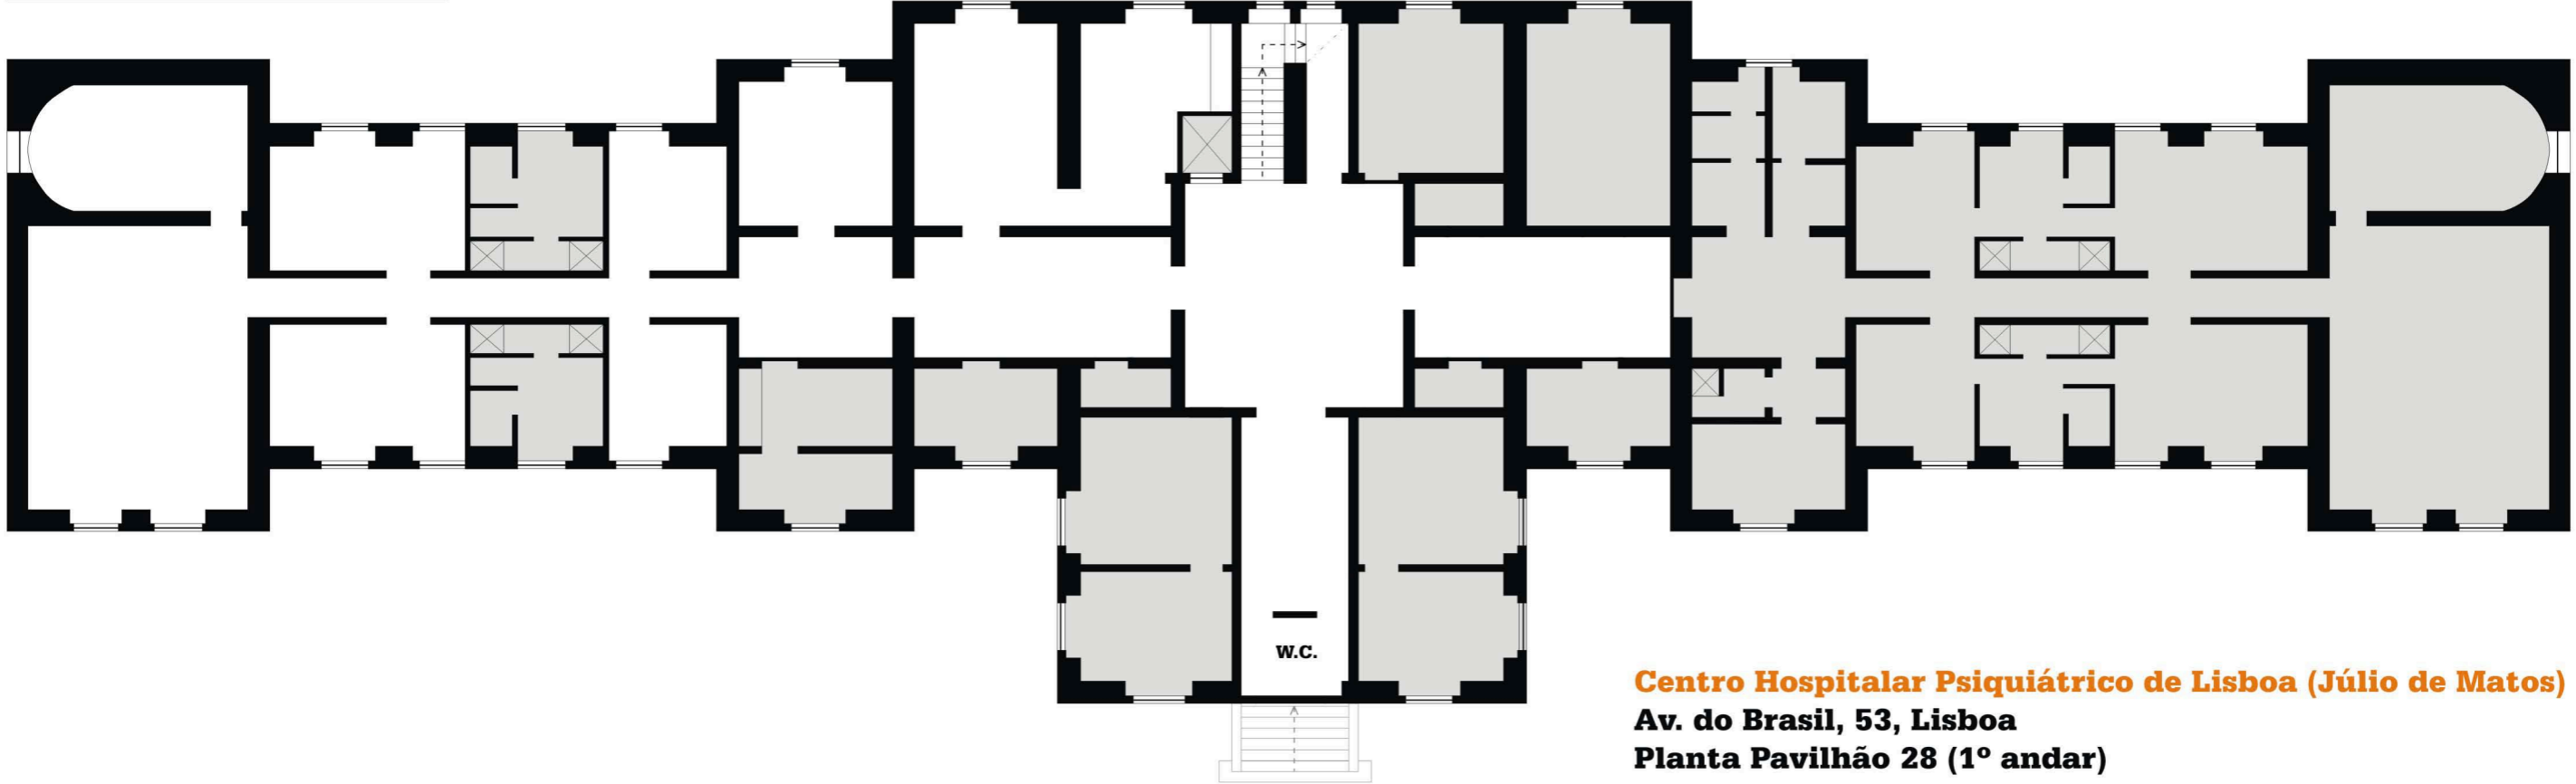 W.C.
Centro Hospitalar Psiquiátrico de Lisboa (Júlio de Matos)
Av. do Brasil, 53, Lisboa
Planta Pavilhão 28 (1º andar)